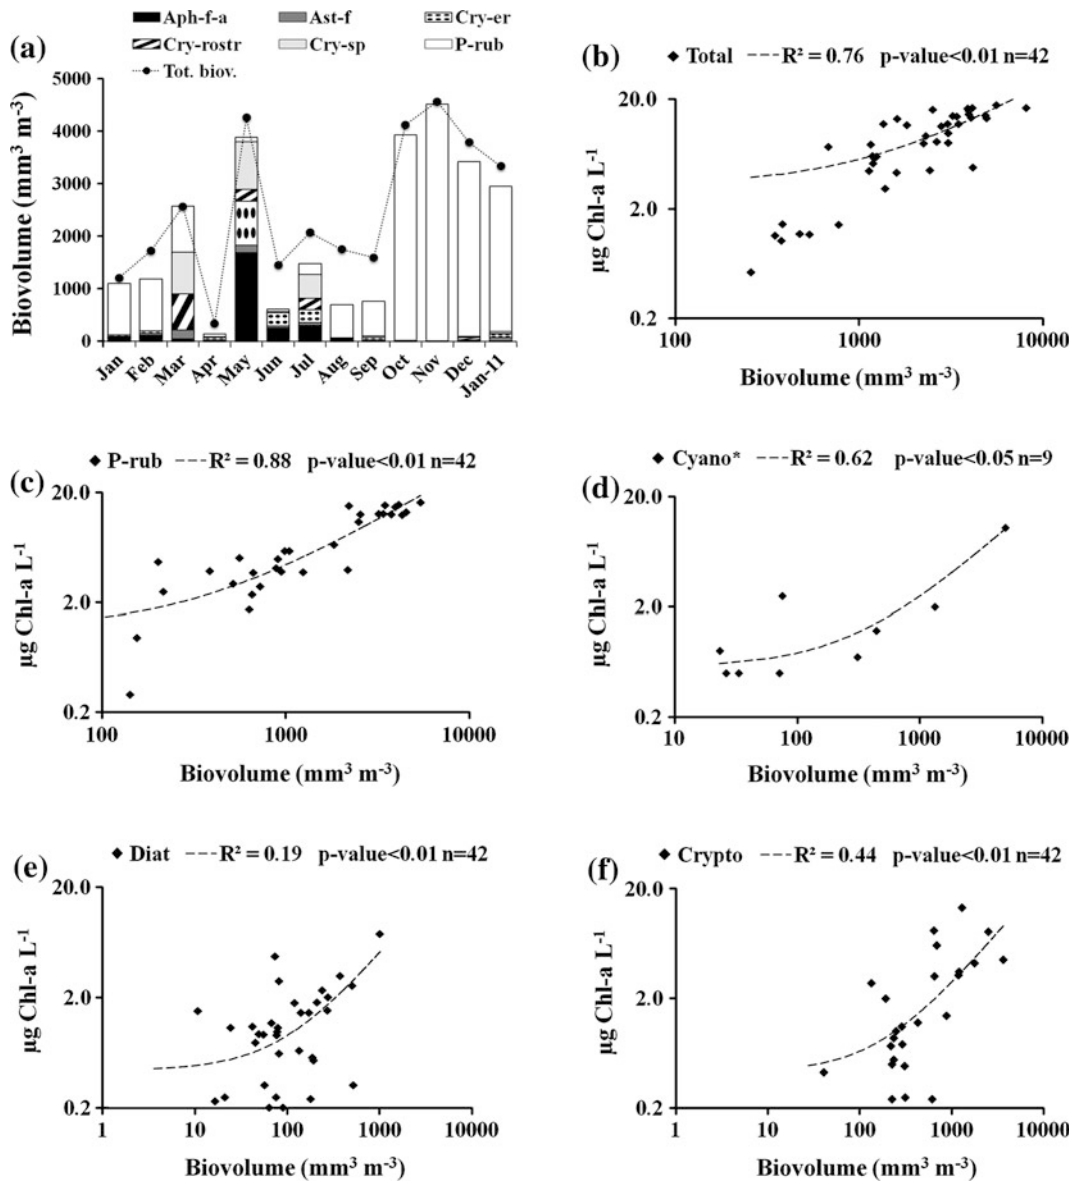 Aph-f-a Ast-f Cry-er
(a) Cry-rostr Cry-sp P-rub
Tot. biov.
Biovolume (mm³ m⁻³)
5000
4000
3000
2000
1000
0
Jan Feb Mar Apr May Jun Jul Aug Sep Oct Nov Dec Jan-11
(b) Total R² = 0.76 p-value<0.01 n=42
µg Chl-a L⁻¹
20.0
2.0
0.2
100 1000 10000
Biovolume (mm³ m⁻³)
(c) P-rub R² = 0.88 p-value<0.01 n=42
µg Chl-a L⁻¹
20.0
2.0
0.2
100 1000 10000
Biovolume (mm³ m⁻³)
(d) Cyano* R² = 0.62 p-value<0.05 n=9
µg Chl-a L⁻¹
20.0
2.0
0.2
10 100 1000 10000
Biovolume (mm³ m⁻³)
(e) Diat R² = 0.19 p-value<0.01 n=42
µg Chl-a L⁻¹
20.0
2.0
0.2
1 10 100 1000 10000
Biovolume (mm³ m⁻³)
(f) Crypto R² = 0.44 p-value<0.01 n=42
µg Chl-a L⁻¹
20.0
2.0
0.2
1 10 100 1000 10000
Biovolume (mm³ m⁻³)